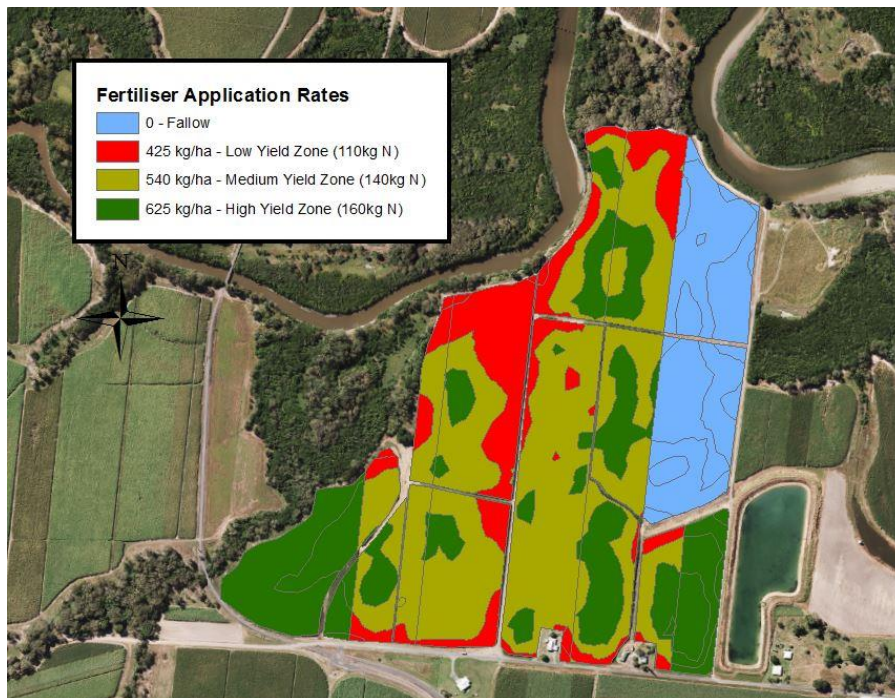 Fertiliser Application Rates
0 - Fallow
425 kg/ha - Low Yield Zone (110kg N)
540 kg/ha - Medium Yield Zone (140kg N)
625 kg/ha - High Yield Zone (160kg N)
N